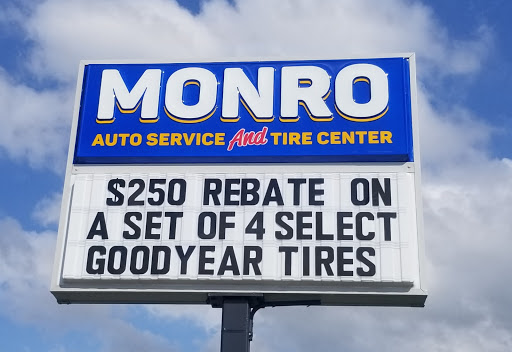 MONRO
AUTO SERVICE And TIRE CENTER
$250 REBATE ON
A SET OF 4 SELECT
GOODYEAR TIRES